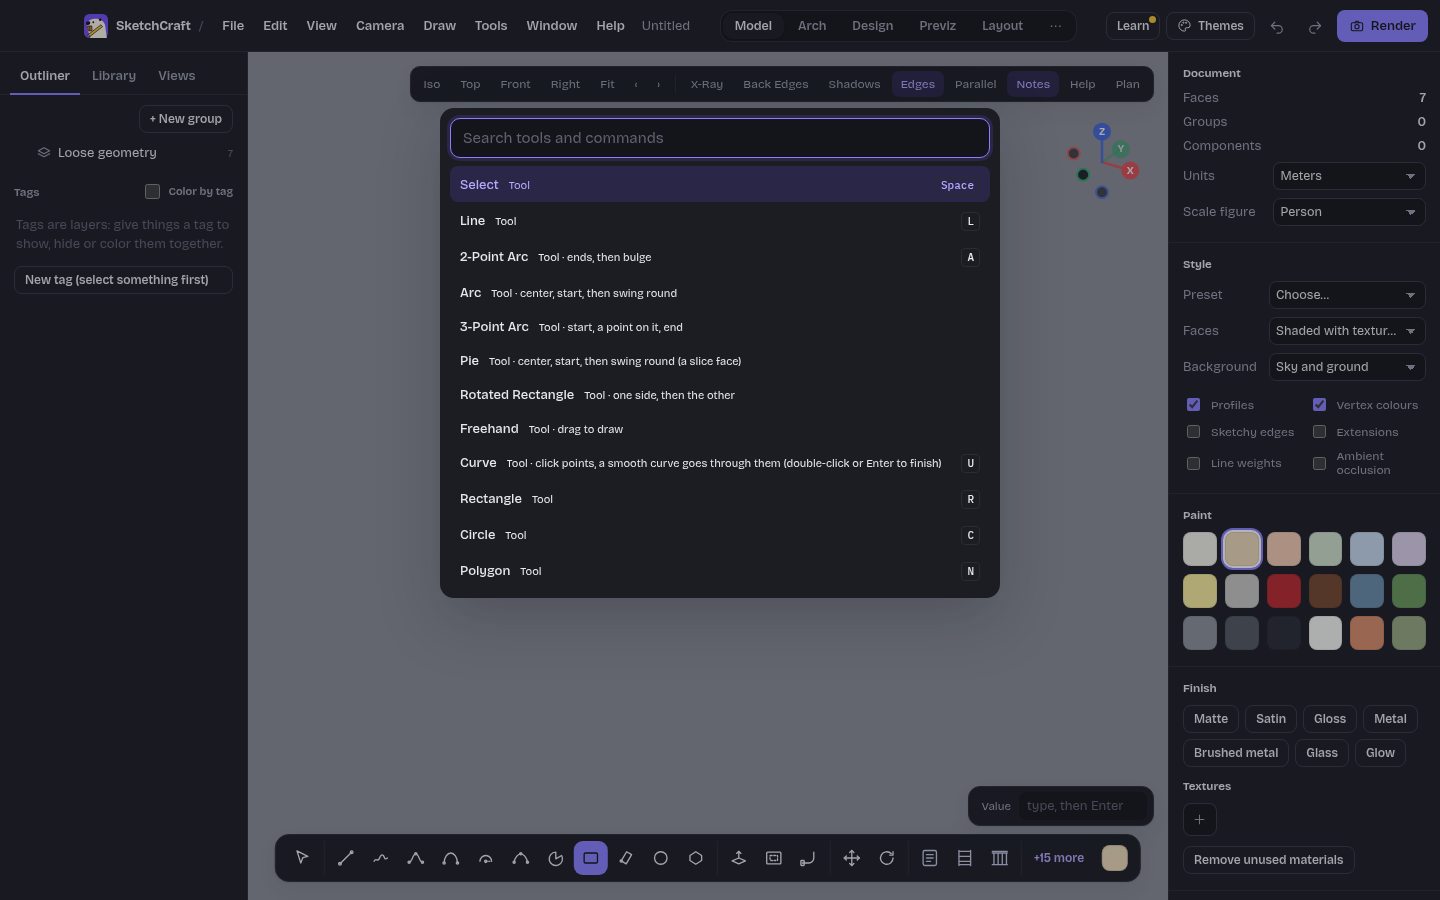 SketchCraft / File Edit View Camera Draw Tools Window Help Untitled Model Arch Design Previz Layout ... Learn Themes Render
Outliner Library Views
+ New group
Loose geometry 7
Tags Color by tag
Tags are layers: give things a tag to
show, hide or color them together.
New tag (select something first)
Iso Top Front Right Fit ‹ › X-Ray Back Edges Shadows Edges Parallel Notes Help Plan
Search tools and commands
Select Tool Space
Line Tool L
2-Point Arc Tool · ends, then bulge A
Arc Tool · center, start, then swing round
3-Point Arc Tool · start, a point on it, end
Pie Tool · center, start, then swing round (a slice face)
Rotated Rectangle Tool · one side, then the other
Freehand Tool · drag to draw
Curve Tool · click points, a smooth curve goes through them (double-click or Enter to finish) U
Rectangle Tool R
Circle Tool C
Polygon Tool N
Z
Y
X
Value type, then Enter
+15 more
Document
Faces 7
Groups 0
Components 0
Units Meters
Scale figure Person
Style
Preset Choose...
Faces Shaded with textur...
Background Sky and ground
Profiles Vertex colours
Sketchy edges Extensions
Line weights Ambient
occlusion
Paint
Finish
Matte Satin Gloss Metal
Brushed metal Glass Glow
Textures
+
Remove unused materials